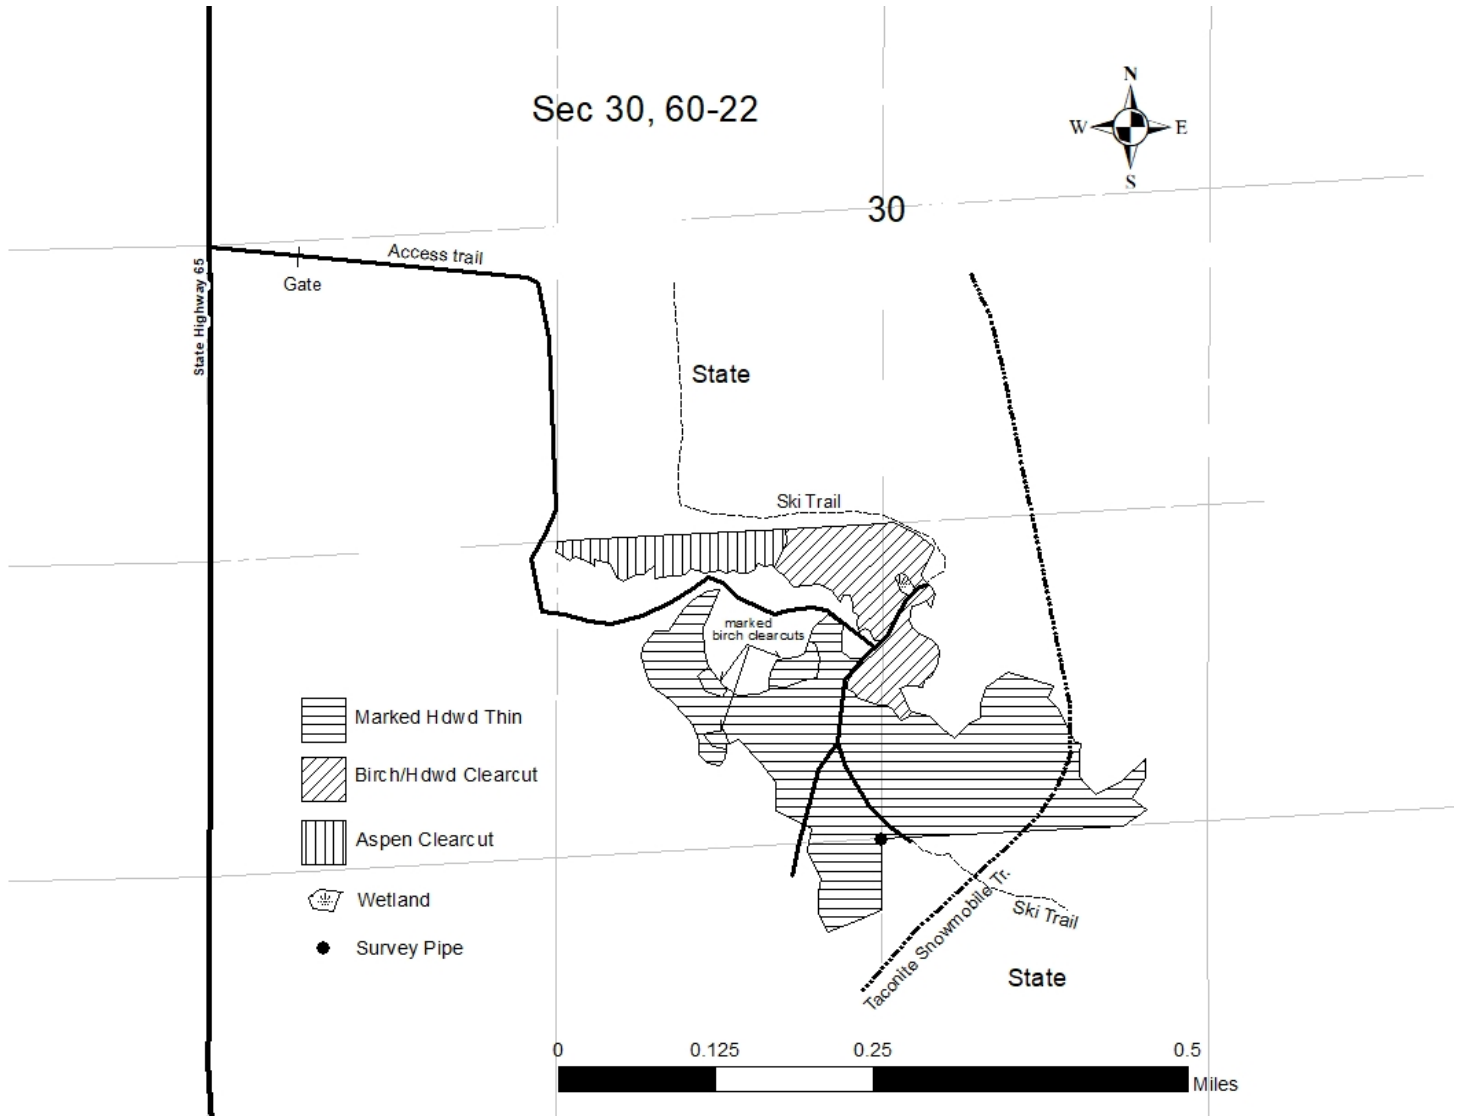 N
Sec 30, 60-22
W E
S
30
Access trail
Gate
State Highway 65
State
Ski Trail
marked
birch clearcuts
Marked Hdwd Thin
Birch/Hdwd Clearcut
Aspen Clearcut
Wetland
Survey Pipe
Taconite Snowmobile Tr.
Ski Trail
State
0 0.125 0.25 0.5
Miles